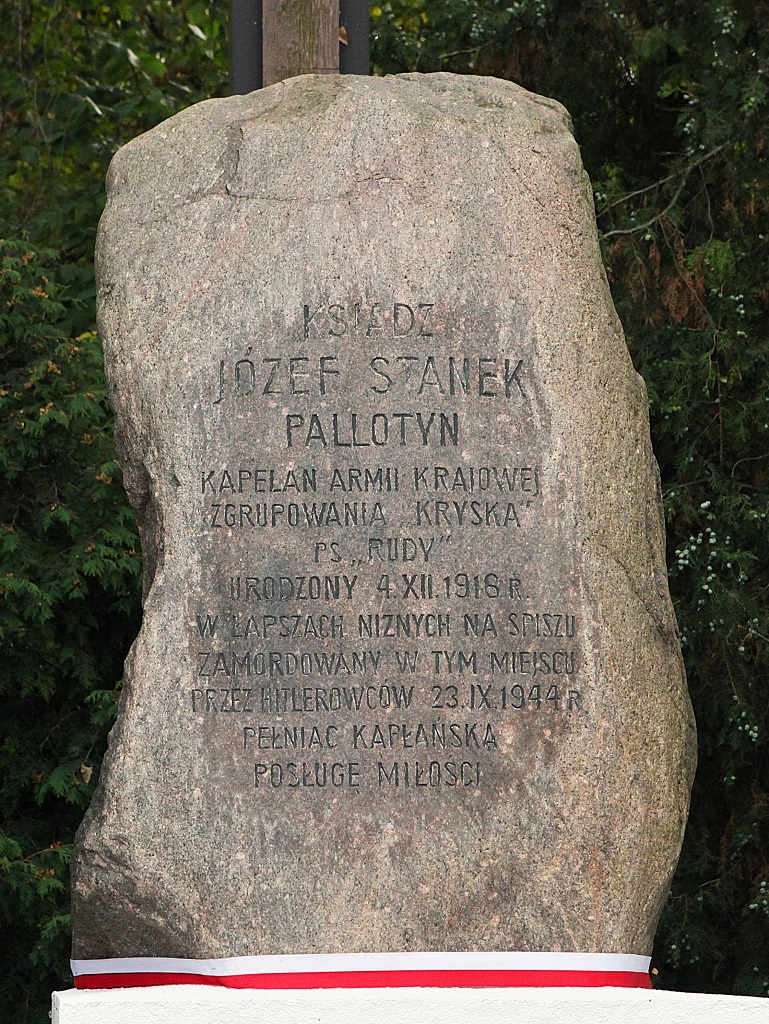 KSIĄDZ
JÓZEF STANEK
PALLOTYN
KAPELAN ARMII KRAJOWEJ
ZGRUPOWANIA „KRYSKA”
PS „RUDY”
URODZONY 4.XII.1916 R.
W ŁAPSZACH NIŻNYCH NA SPISZU
ZAMORDOWANY W TYM MIEJSCU
PRZEZ HITLEROWCÓW 23.IX.1944 R
PEŁNIĄC KAPŁAŃSKĄ
POSŁUGĘ MIŁOŚCI